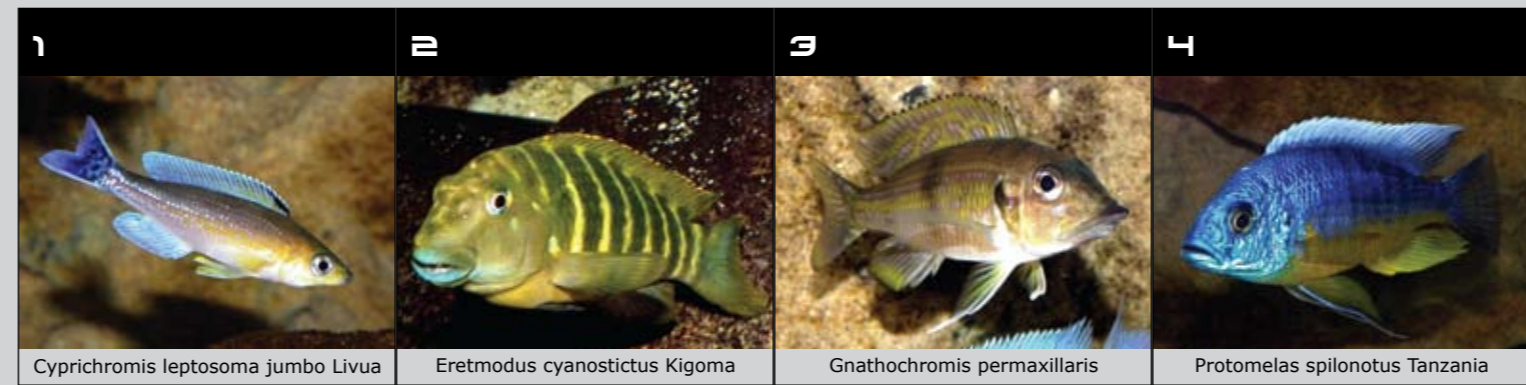 1
2
3
4
Cyprichromis leptosoma jumbo Livua
Eretmodus cyanostictus Kigoma
Gnathochromis permaxillaris
Protomelas spilonotus Tanzania